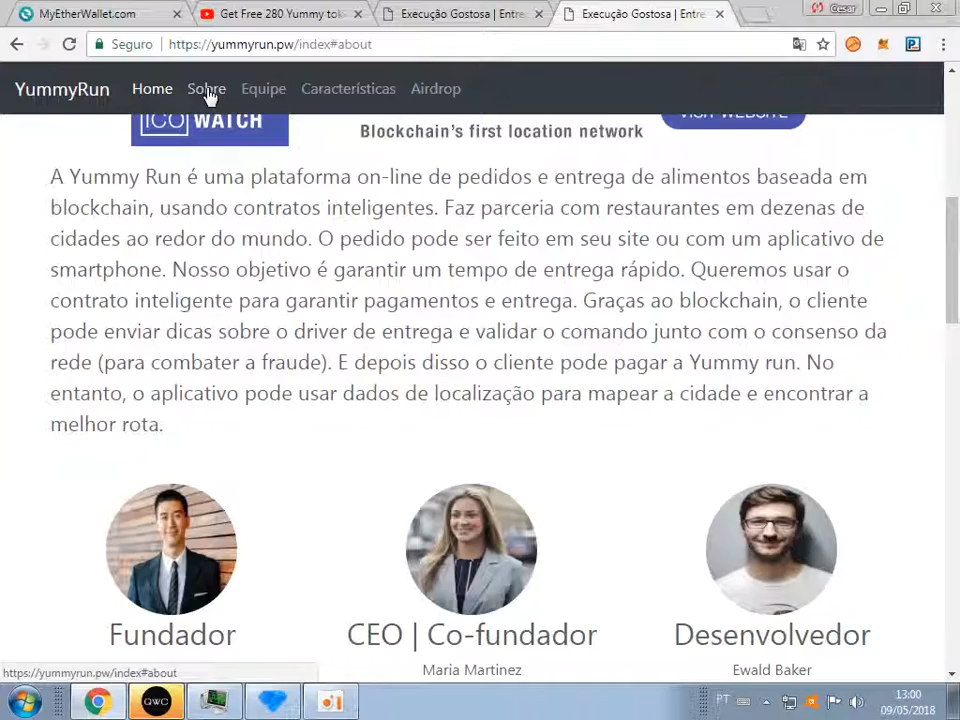 MyEtherWallet.com
Get Free 280 Yummy tok
Execução Gostosa | Entre
Execução Gostosa | Entre
Cesar
Seguro
https://yummyrun.pw/index#about
YummyRun Home Sobre Equipe Características Airdrop
ICO WATCH
Blockchain's first location network
VISIT WEBSITE
A Yummy Run é uma plataforma on-line de pedidos e entrega de alimentos baseada em
blockchain, usando contratos inteligentes. Faz parceria com restaurantes em dezenas de
cidades ao redor do mundo. O pedido pode ser feito em seu site ou com um aplicativo de
smartphone. Nosso objetivo é garantir um tempo de entrega rápido. Queremos usar o
contrato inteligente para garantir pagamentos e entrega. Graças ao blockchain, o cliente
pode enviar dicas sobre o driver de entrega e validar o comando junto com o consenso da
rede (para combater a fraude). E depois disso o cliente pode pagar a Yummy run. No
entanto, o aplicativo pode usar dados de localização para mapear a cidade e encontrar a
melhor rota.
Fundador
CEO | Co-fundador
Desenvolvedor
Maria Martinez
Ewald Baker
https://yummyrun.pw/index#about
QWC
PT
13:00
09/05/2018